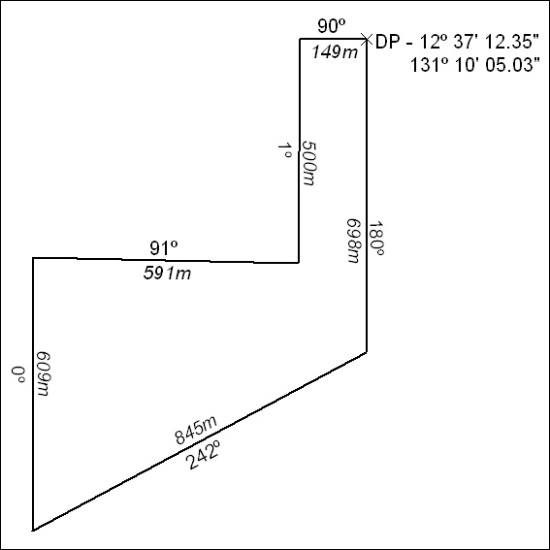 90º
149m
DP - 12º 37' 12.35"
131º 10' 05.03"
1º
500m
91º
591m
180º
698m
0º
609m
845m
242º